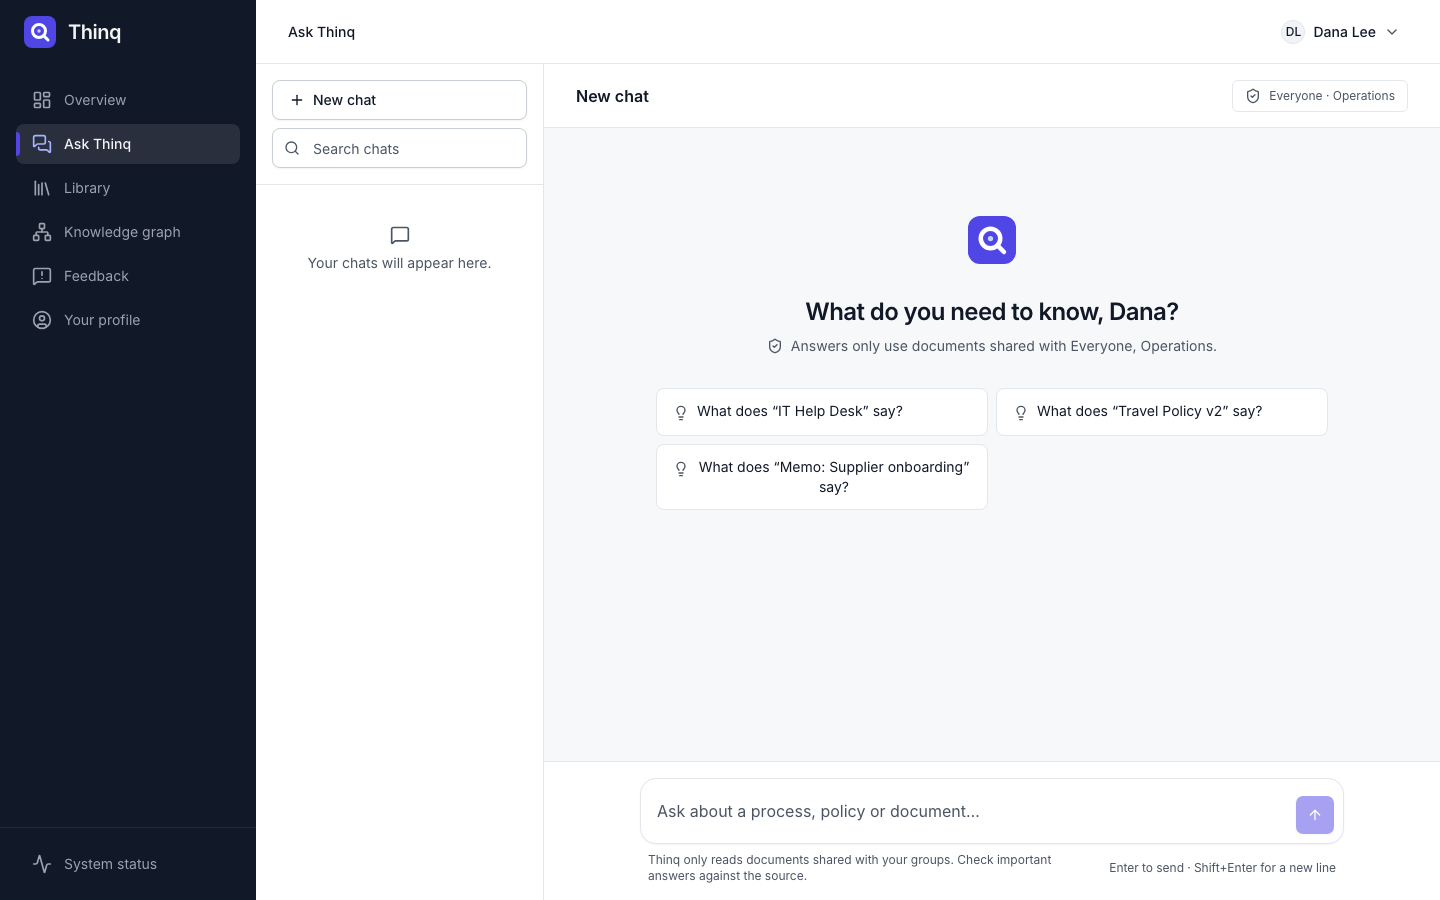 Thinq
Overview
Ask Thinq
Library
Knowledge graph
Feedback
Your profile
System status
Ask Thinq
DL Dana Lee
New chat
Search chats
Your chats will appear here.
New chat
Everyone · Operations
What do you need to know, Dana?
Answers only use documents shared with Everyone, Operations.
What does “IT Help Desk” say?
What does “Travel Policy v2” say?
What does “Memo: Supplier onboarding”
say?
Ask about a process, policy or document...
Thinq only reads documents shared with your groups. Check important
answers against the source.
Enter to send · Shift+Enter for a new line